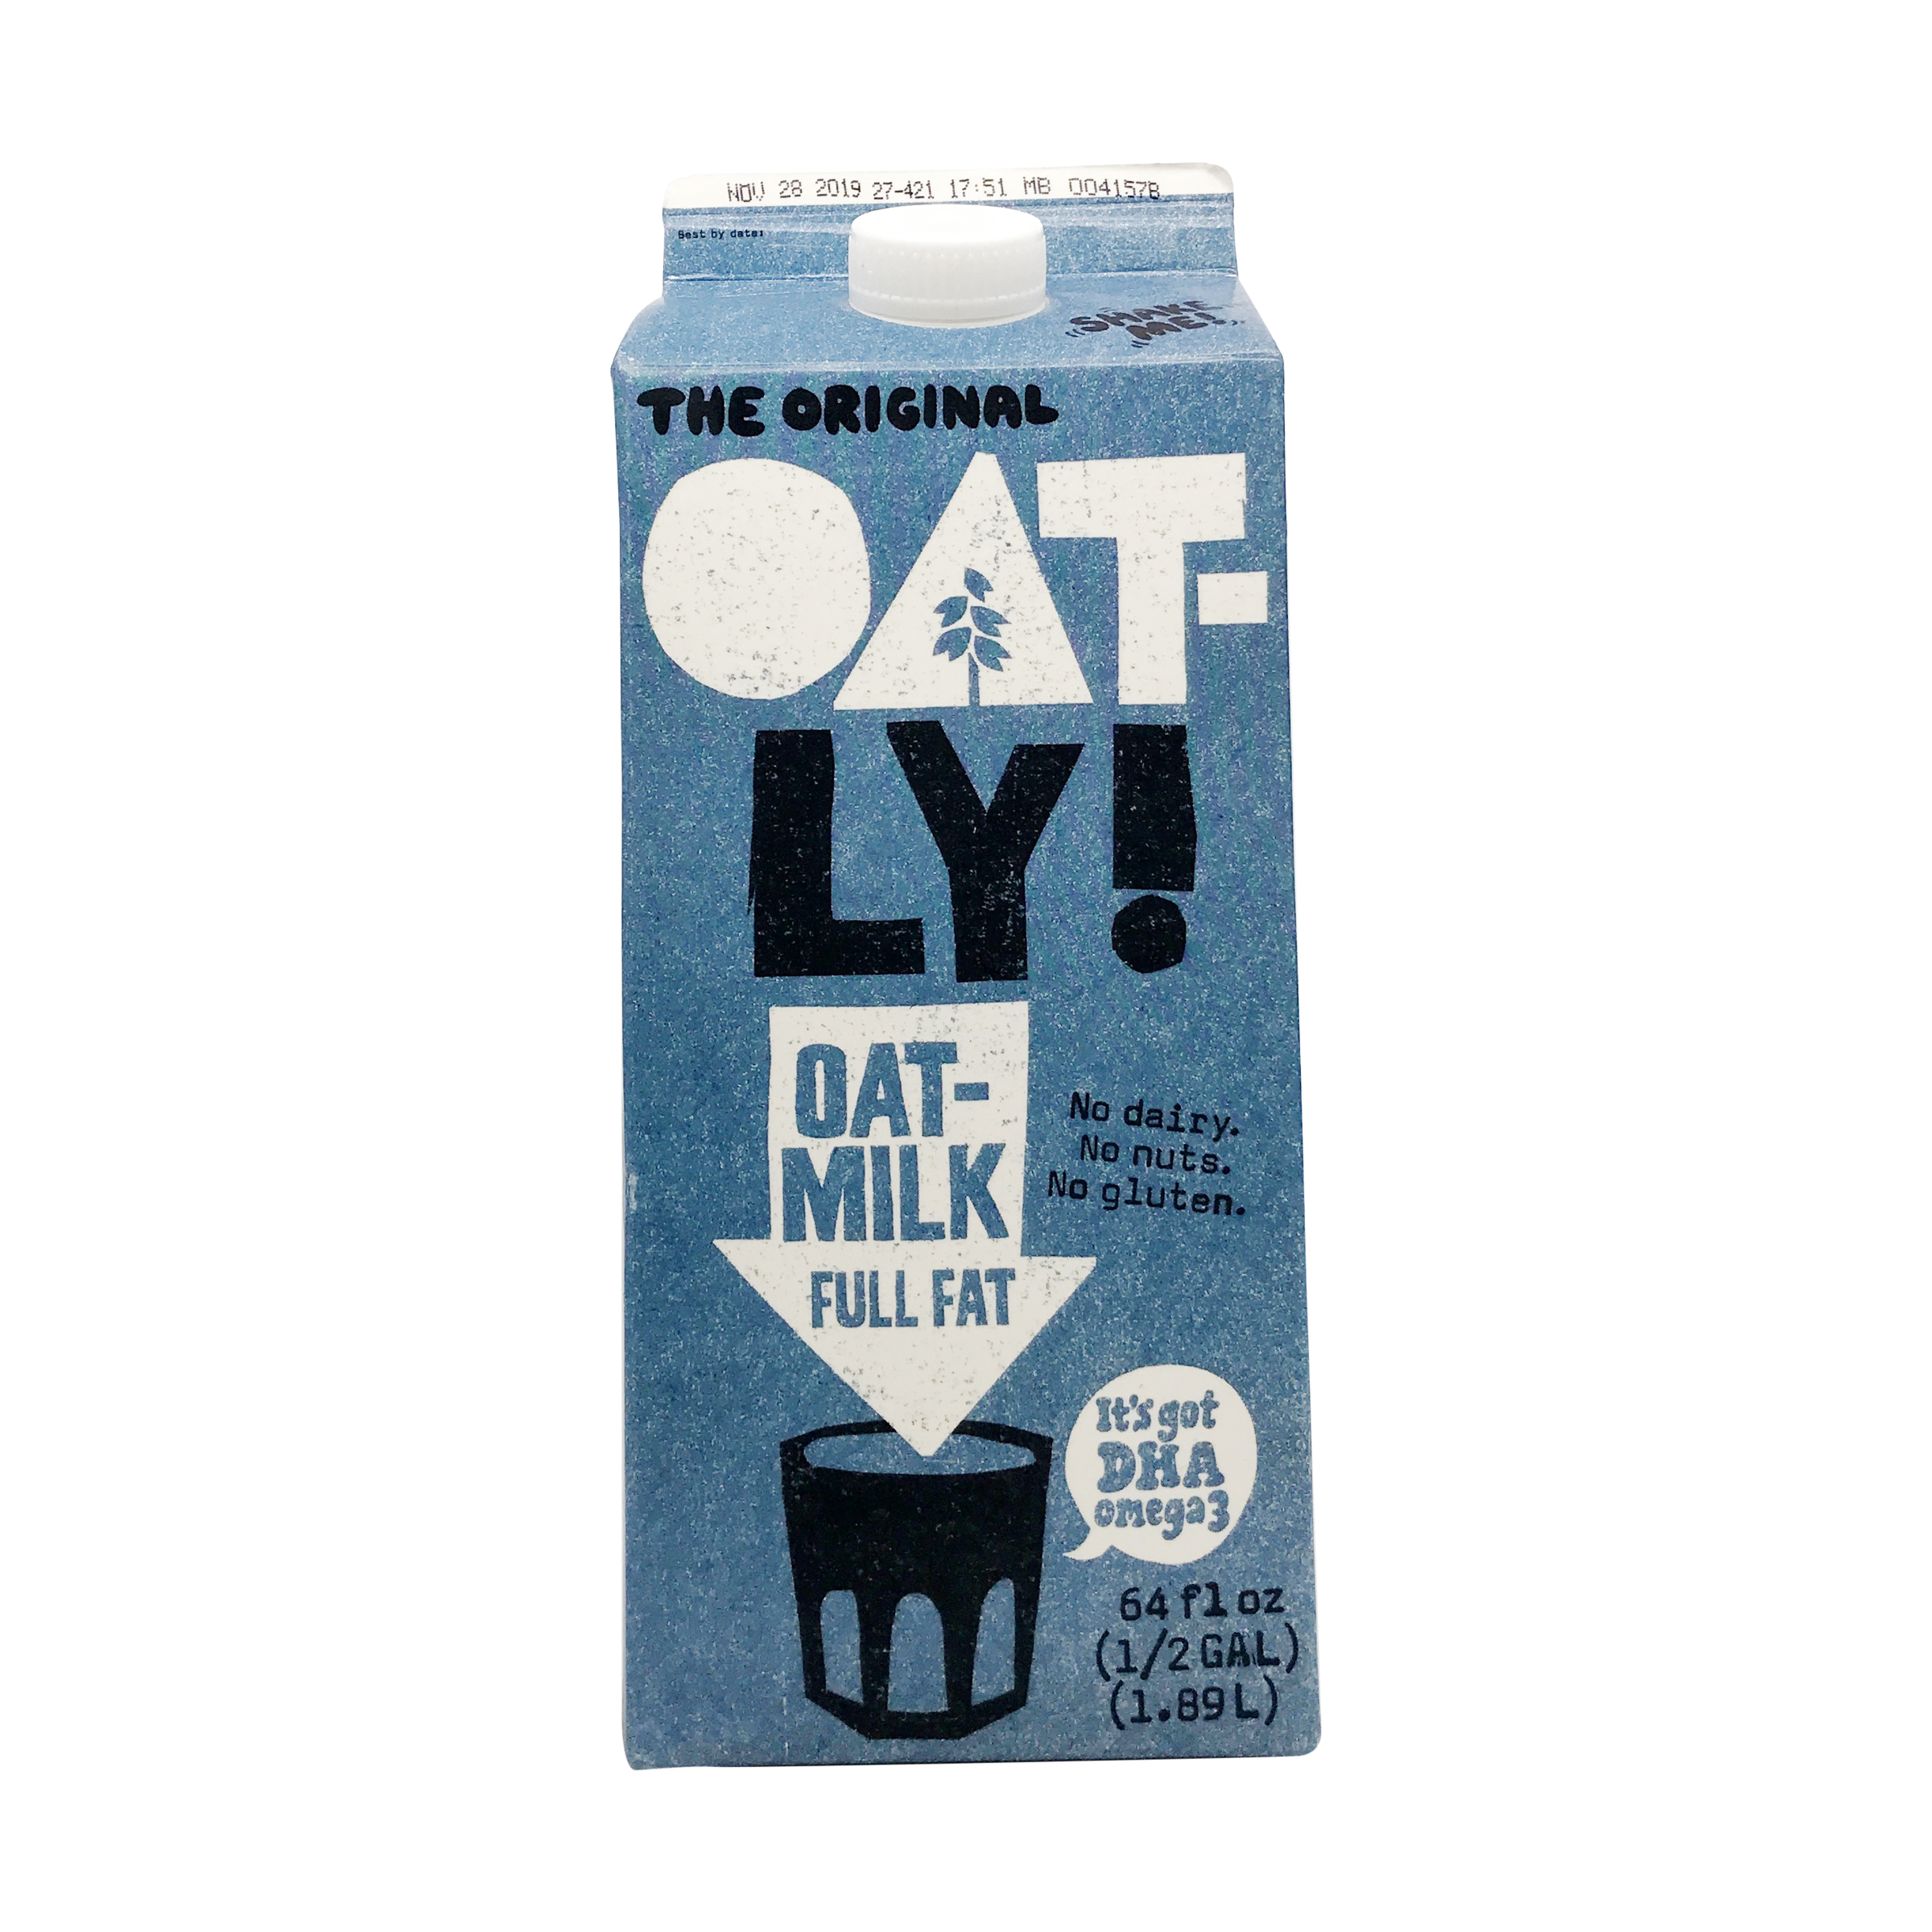 NOV 28 2019 27-421 17:51 MB 004157B
Best by date:
SHAKE
ME!
THE ORIGINAL
OAT-
LY!
OAT-
MILK
FULL FAT
No dairy.
No nuts.
No gluten.
It's got
DHA
omega3
64 fl oz
(1/2 GAL)
(1.89 L)